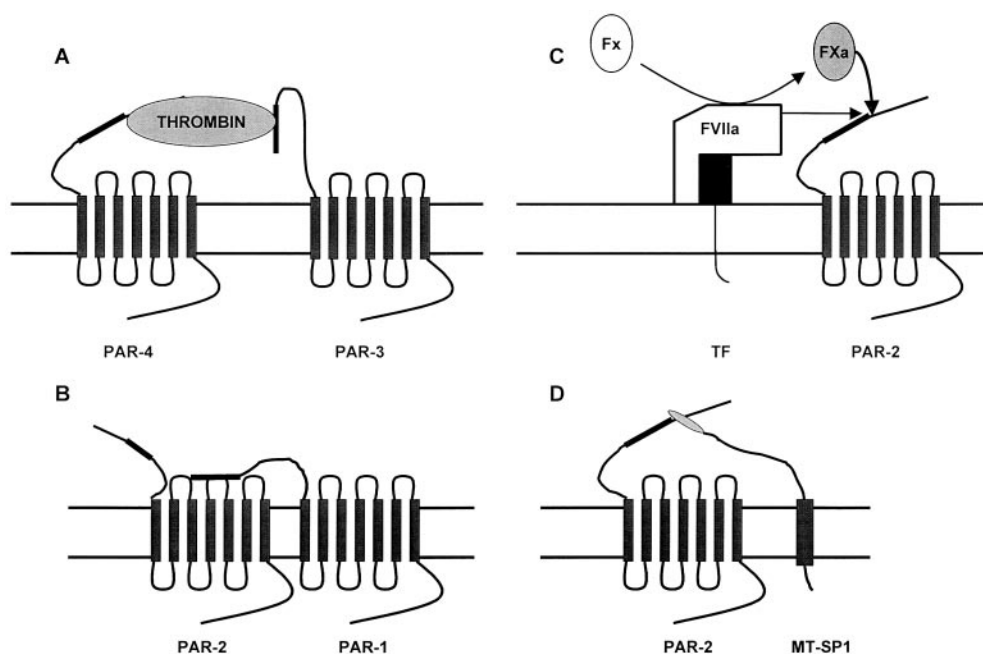 A
THROMBIN
PAR-4
PAR-3
B
PAR-2
PAR-1
C
Fx
FXa
FVIIa
TF
PAR-2
D
PAR-2
MT-SP1